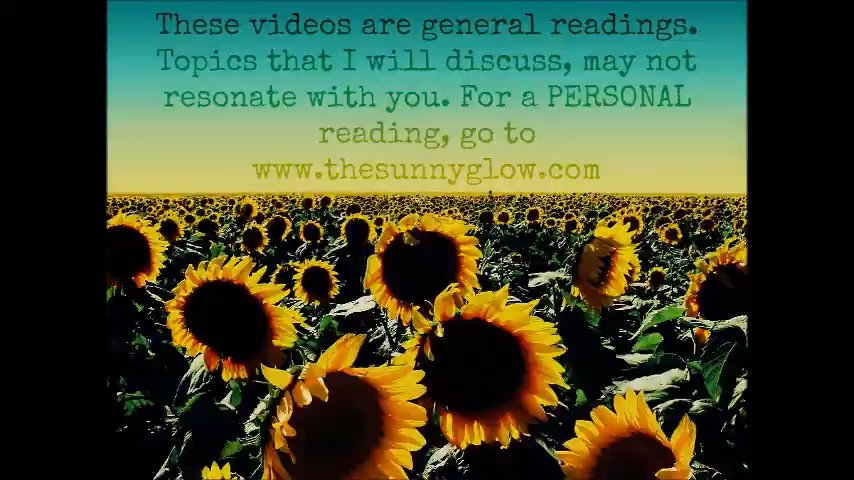 These videos are general readings.
Topics that I will discuss, may not
resonate with you. For a PERSONAL
reading, go to
www.thesunnyglow.com